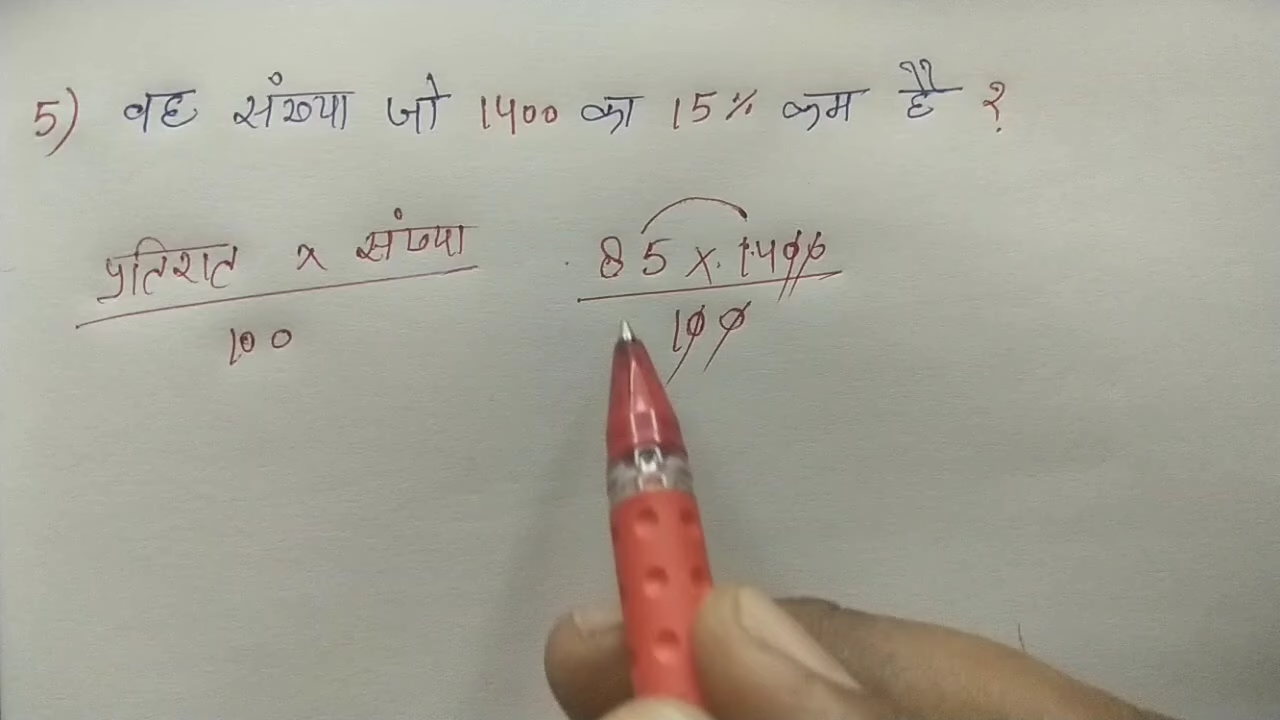 5) वह संख्या जो 1400 का 15% कम है ?
प्रतिशत × संख्या
100
85 × 1400
100